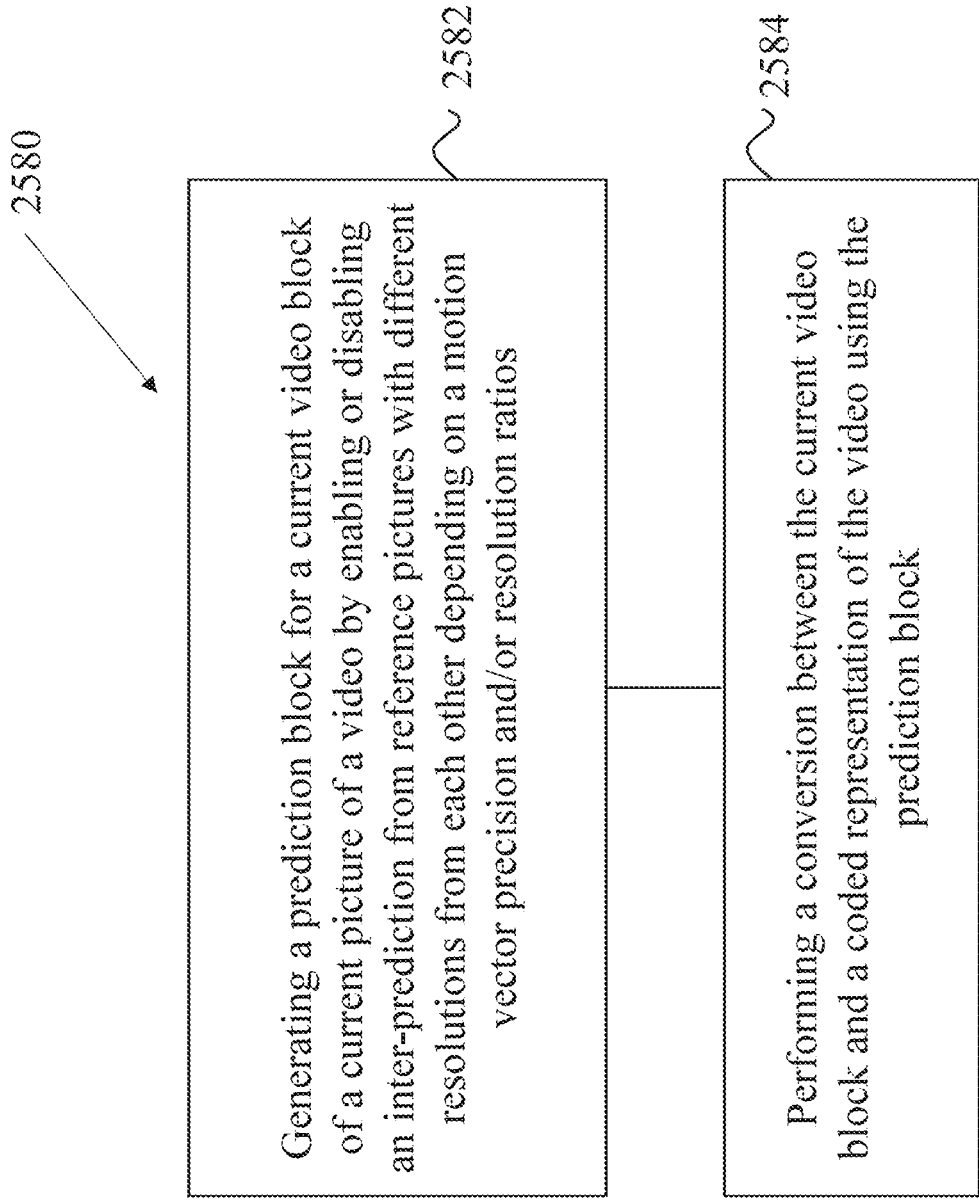 2580
Generating a prediction block for a current video block
of a current picture of a video by enabling or disabling
an inter-prediction from reference pictures with different
resolutions from each other depending on a motion
vector precision and/or resolution ratios
2582
Performing a conversion between the current video
block and a coded representation of the video using the
prediction block
2584